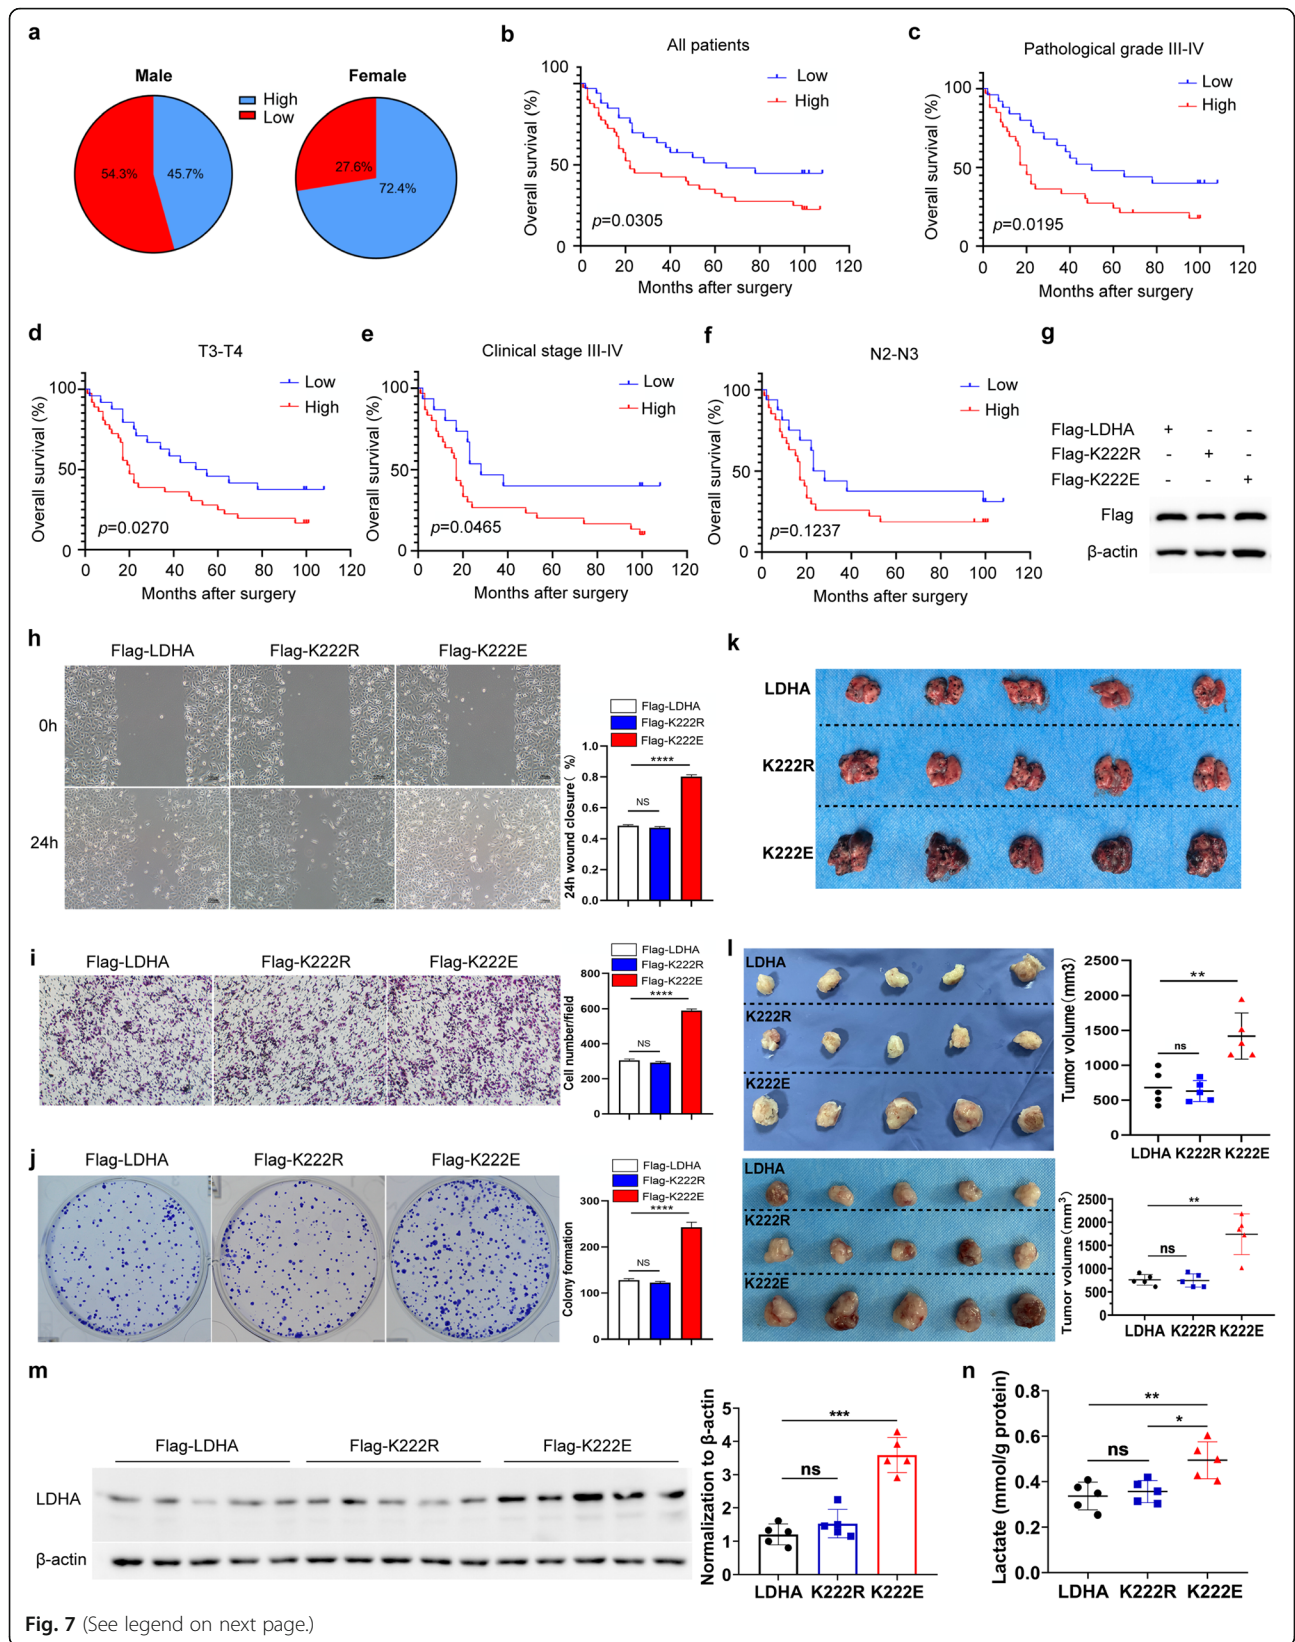 a
Male
Female
High
Low
54.3%
45.7%
27.6%
72.4%
b
All patients
Low
High
Overall survival (%)
100
50
0
p=0.0305
0 20 40 60 80 100 120
Months after surgery
c
Pathological grade III-IV
Low
High
Overall survival (%)
100
50
0
p=0.0195
0 20 40 60 80 100 120
Months after surgery
d
T3-T4
Low
High
Overall survival (%)
100
50
0
p=0.0270
0 20 40 60 80 100 120
Months after surgery
e
Clinical stage III-IV
Low
High
Overall survival (%)
100
50
0
p=0.0465
0 20 40 60 80 100 120
Months after surgery
f
N2-N3
Low
High
Overall survival (%)
100
50
0
p=0.1237
0 20 40 60 80 100 120
Months after surgery
g
Flag-LDHA + - -
Flag-K222R - + -
Flag-K222E - - +
Flag
β-actin
h
Flag-LDHA Flag-K222R Flag-K222E
0h
24h
Flag-LDHA
Flag-K222R
Flag-K222E
24h wound closure (%)
1.0
0.8
0.6
0.4
0.2
0.0
****
NS
i
Flag-LDHA Flag-K222R Flag-K222E
Flag-LDHA
Flag-K222R
Flag-K222E
Cell number/field
800
600
400
200
0
****
NS
j
Flag-LDHA Flag-K222R Flag-K222E
Flag-LDHA
Flag-K222R
Flag-K222E
Colony formation
300
200
100
0
****
NS
k
LDHA
K222R
K222E
l
LDHA
K222R
K222E
Tumor volume (mm3)
2500
2000
1500
1000
500
0
**
ns
LDHA K222R K222E
LDHA
K222R
K222E
Tumor volume (mm³)
2500
2000
1500
1000
500
0
**
ns
LDHA K222R K222E
m
Flag-LDHA Flag-K222R Flag-K222E
LDHA
β-actin
Normalization to β-actin
5
4
3
2
1
0
***
ns
LDHA K222R K222E
n
Lactate (mmol/g protein)
0.8
0.6
0.4
0.2
0.0
**
*
ns
LDHA K222R K222E
Fig. 7 (See legend on next page.)